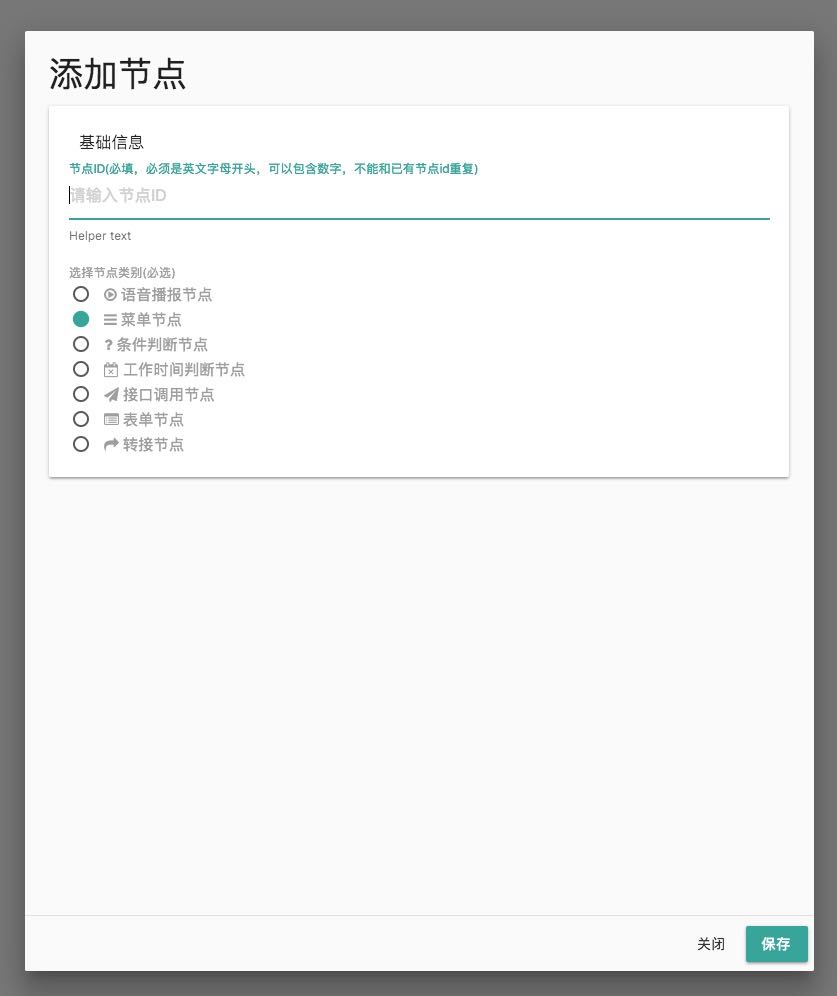 添加节点
基础信息
节点ID(必填，必须是英文字母开头，可以包含数字，不能和已有节点id重复)
请输入节点ID
Helper text
选择节点类别(必选)
语音播报节点
菜单节点
? 条件判断节点
工作时间判断节点
接口调用节点
表单节点
转接节点
关闭
保存